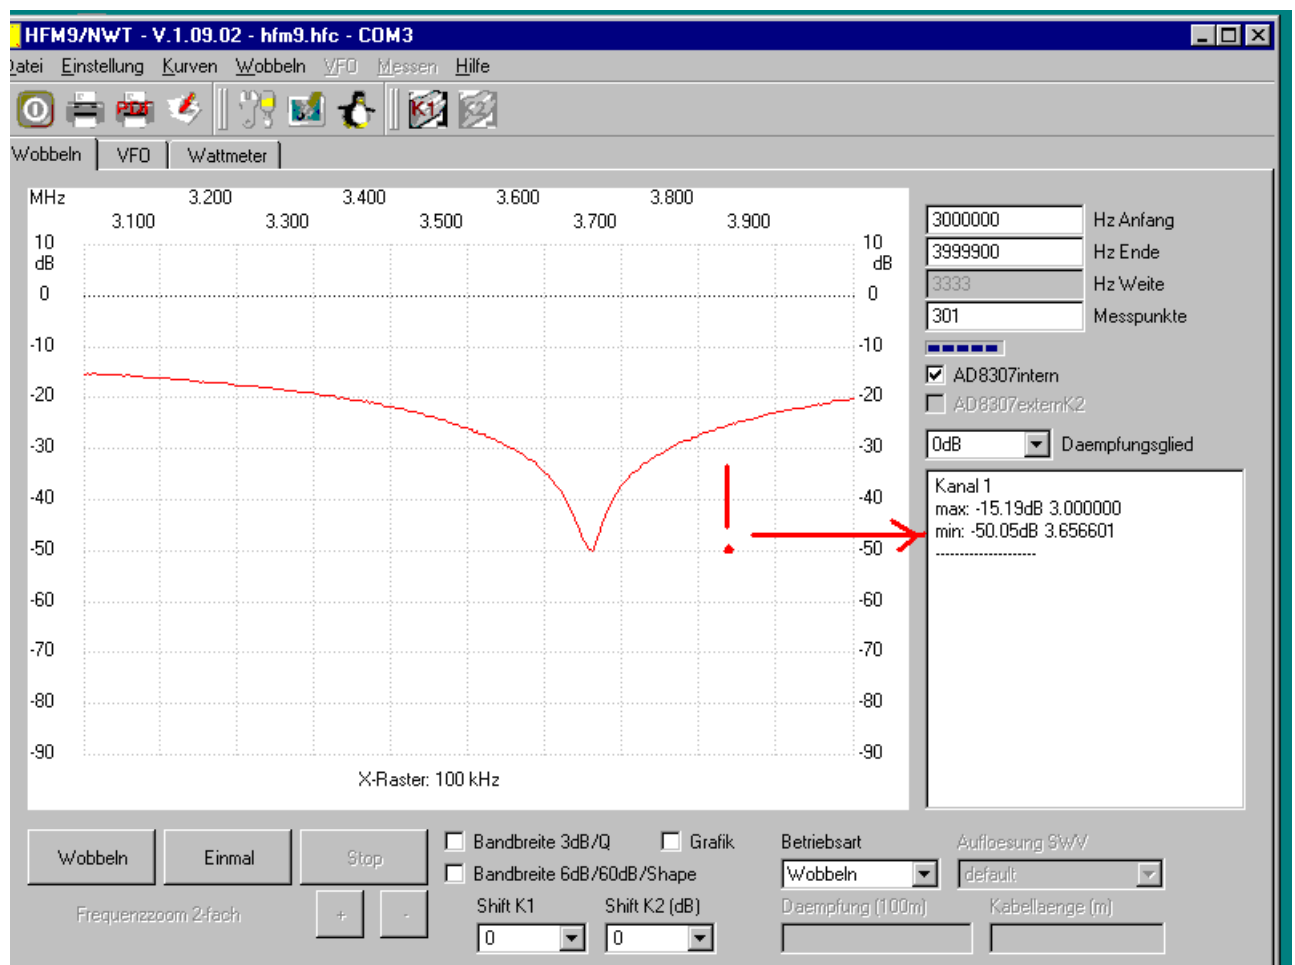 HFM9/NWT - V.1.09.02 - hfm9.hfc - COM3
Datei Einstellung Kurven Wobbeln VFO Messen Hilfe
PDF K1 K2
Wobbeln VFO Wattmeter
MHz 3.200 3.400 3.600 3.800
3.100 3.300 3.500 3.700 3.900
10 10
dB dB
0 0
-10 -10
-20 -20
-30 -30
-40 -40
-50 -50
-60 -60
-70 -70
-80 -80
-90 -90
X-Raster: 100 kHz
!
3000000 Hz Anfang
3999900 Hz Ende
3333 Hz Weite
301 Messpunkte
AD8307intern
AD8307externK2
0dB Daempfungsglied
Kanal 1
max: -15.19dB 3.000000
min: -50.05dB 3.656601
---------------------
Wobbeln Einmal Stop
Frequenzzoom 2-fach + -
Bandbreite 3dB/Q Grafik
Bandbreite 6dB/60dB/Shape
Shift K1 Shift K2 (dB)
0 0
Betriebsart Aufloesung SWV
Wobbeln default
Daempfung (100m) Kabellaenge (m)